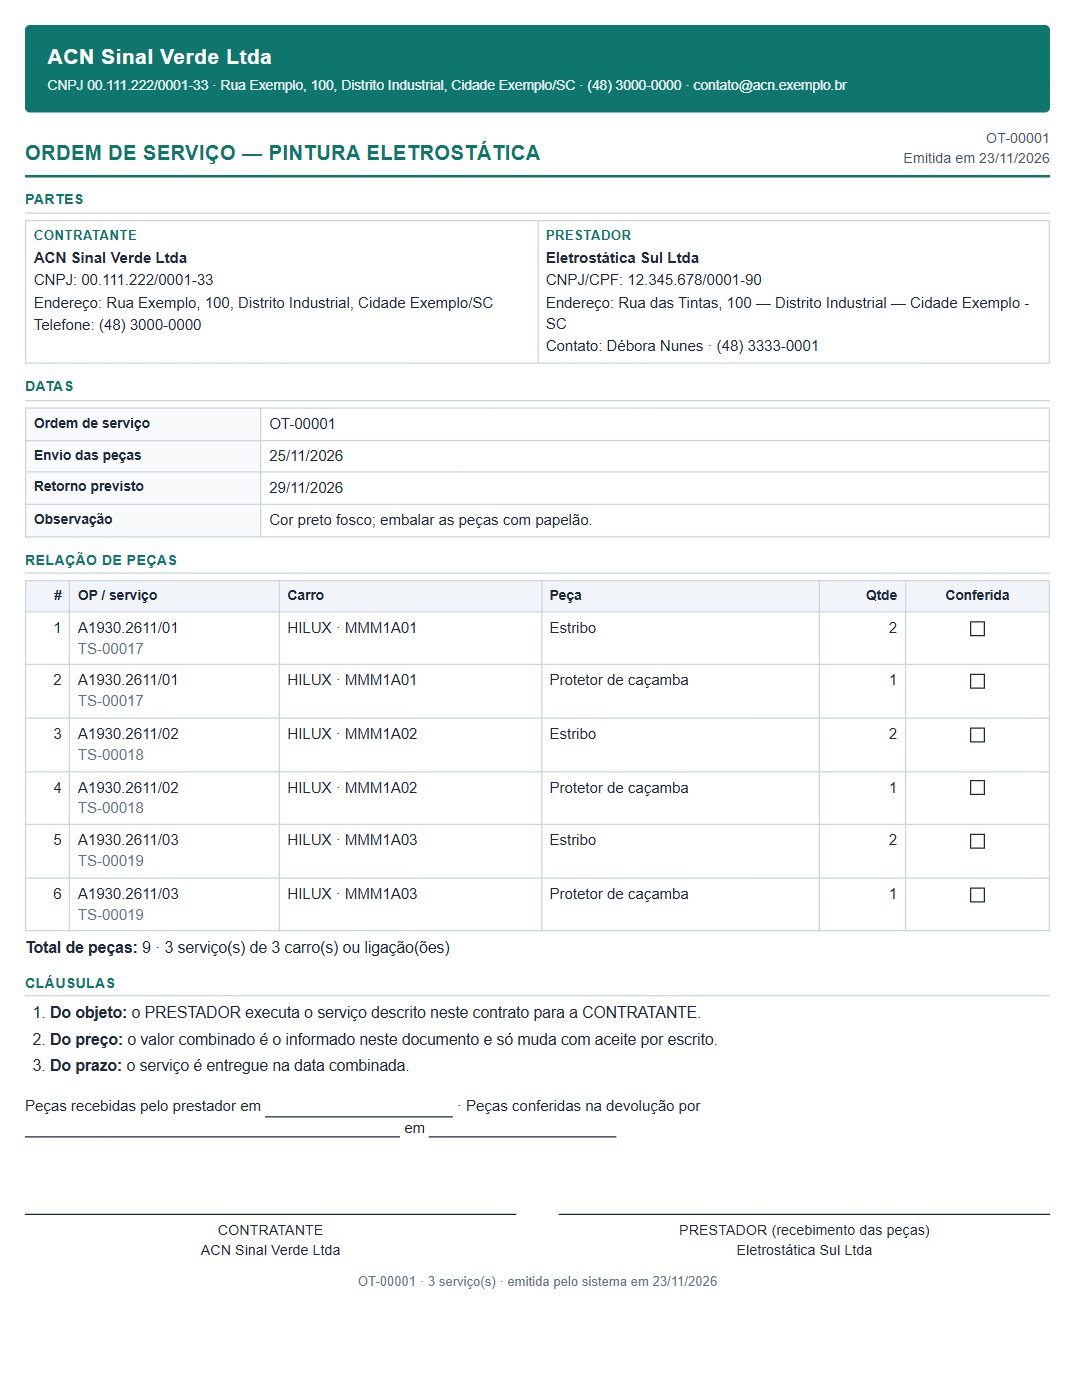 ACN Sinal Verde Ltda
CNPJ 00.111.222/0001-33 · Rua Exemplo, 100, Distrito Industrial, Cidade Exemplo/SC · (48) 3000-0000 · contato@acn.exemplo.br
ORDEM DE SERVIÇO — PINTURA ELETROSTÁTICA
OT-00001
Emitida em 23/11/2026
PARTES
CONTRATANTE
ACN Sinal Verde Ltda
CNPJ: 00.111.222/0001-33
Endereço: Rua Exemplo, 100, Distrito Industrial, Cidade Exemplo/SC
Telefone: (48) 3000-0000
PRESTADOR
Eletrostática Sul Ltda
CNPJ/CPF: 12.345.678/0001-90
Endereço: Rua das Tintas, 100 — Distrito Industrial — Cidade Exemplo -
SC
Contato: Débora Nunes · (48) 3333-0001
DATAS
Ordem de serviço OT-00001
Envio das peças 25/11/2026
Retorno previsto 29/11/2026
Observação Cor preto fosco; embalar as peças com papelão.
RELAÇÃO DE PEÇAS
# OP / serviço Carro Peça Qtde Conferida
1 A1930.2611/01 HILUX · MMM1A01 Estribo 2 ☐
TS-00017
2 A1930.2611/01 HILUX · MMM1A01 Protetor de caçamba 1 ☐
TS-00017
3 A1930.2611/02 HILUX · MMM1A02 Estribo 2 ☐
TS-00018
4 A1930.2611/02 HILUX · MMM1A02 Protetor de caçamba 1 ☐
TS-00018
5 A1930.2611/03 HILUX · MMM1A03 Estribo 2 ☐
TS-00019
6 A1930.2611/03 HILUX · MMM1A03 Protetor de caçamba 1 ☐
TS-00019
Total de peças: 9 · 3 serviço(s) de 3 carro(s) ou ligação(ões)
CLÁUSULAS
1. Do objeto: o PRESTADOR executa o serviço descrito neste contrato para a CONTRATANTE.
2. Do preço: o valor combinado é o informado neste documento e só muda com aceite por escrito.
3. Do prazo: o serviço é entregue na data combinada.
Peças recebidas pelo prestador em ____________________ · Peças conferidas na devolução por
________________________________________ em ____________________
CONTRATANTE
ACN Sinal Verde Ltda
PRESTADOR (recebimento das peças)
Eletrostática Sul Ltda
OT-00001 · 3 serviço(s) · emitida pelo sistema em 23/11/2026